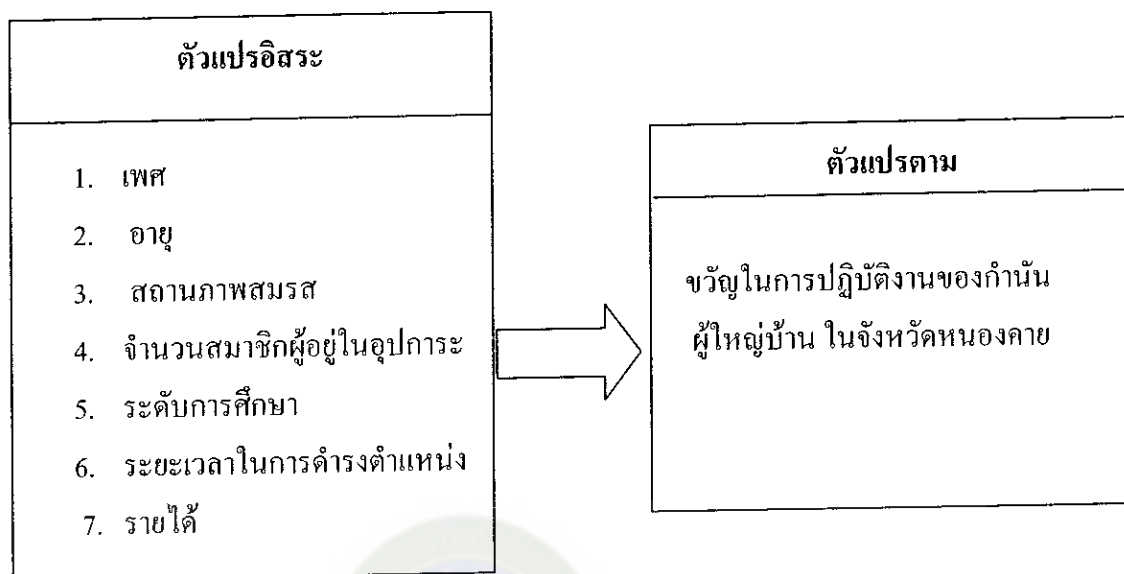 ตัวแปรอิสระ
1. เพศ
2. อายุ
3. สถานภาพสมรส
4. จำนวนสมาชิกผู้อยู่ในอุปการะ
5. ระดับการศึกษา
6. ระยะเวลาในการดำรงตำแหน่ง
7. รายได้
ตัวแปรตาม
ขวัญในการปฏิบัติงานของกำนัน
ผู้ใหญ่บ้าน ในจังหวัดหนองคาย